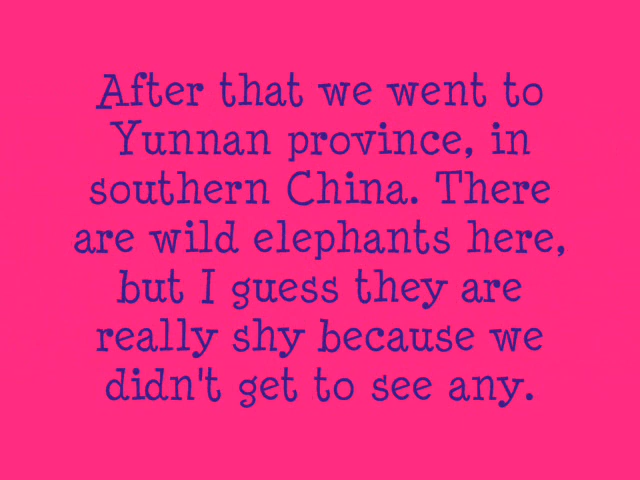 After that we went to
Yunnan province, in
southern China. There
are wild elephants here,
but I guess they are
really shy because we
didn't get to see any.